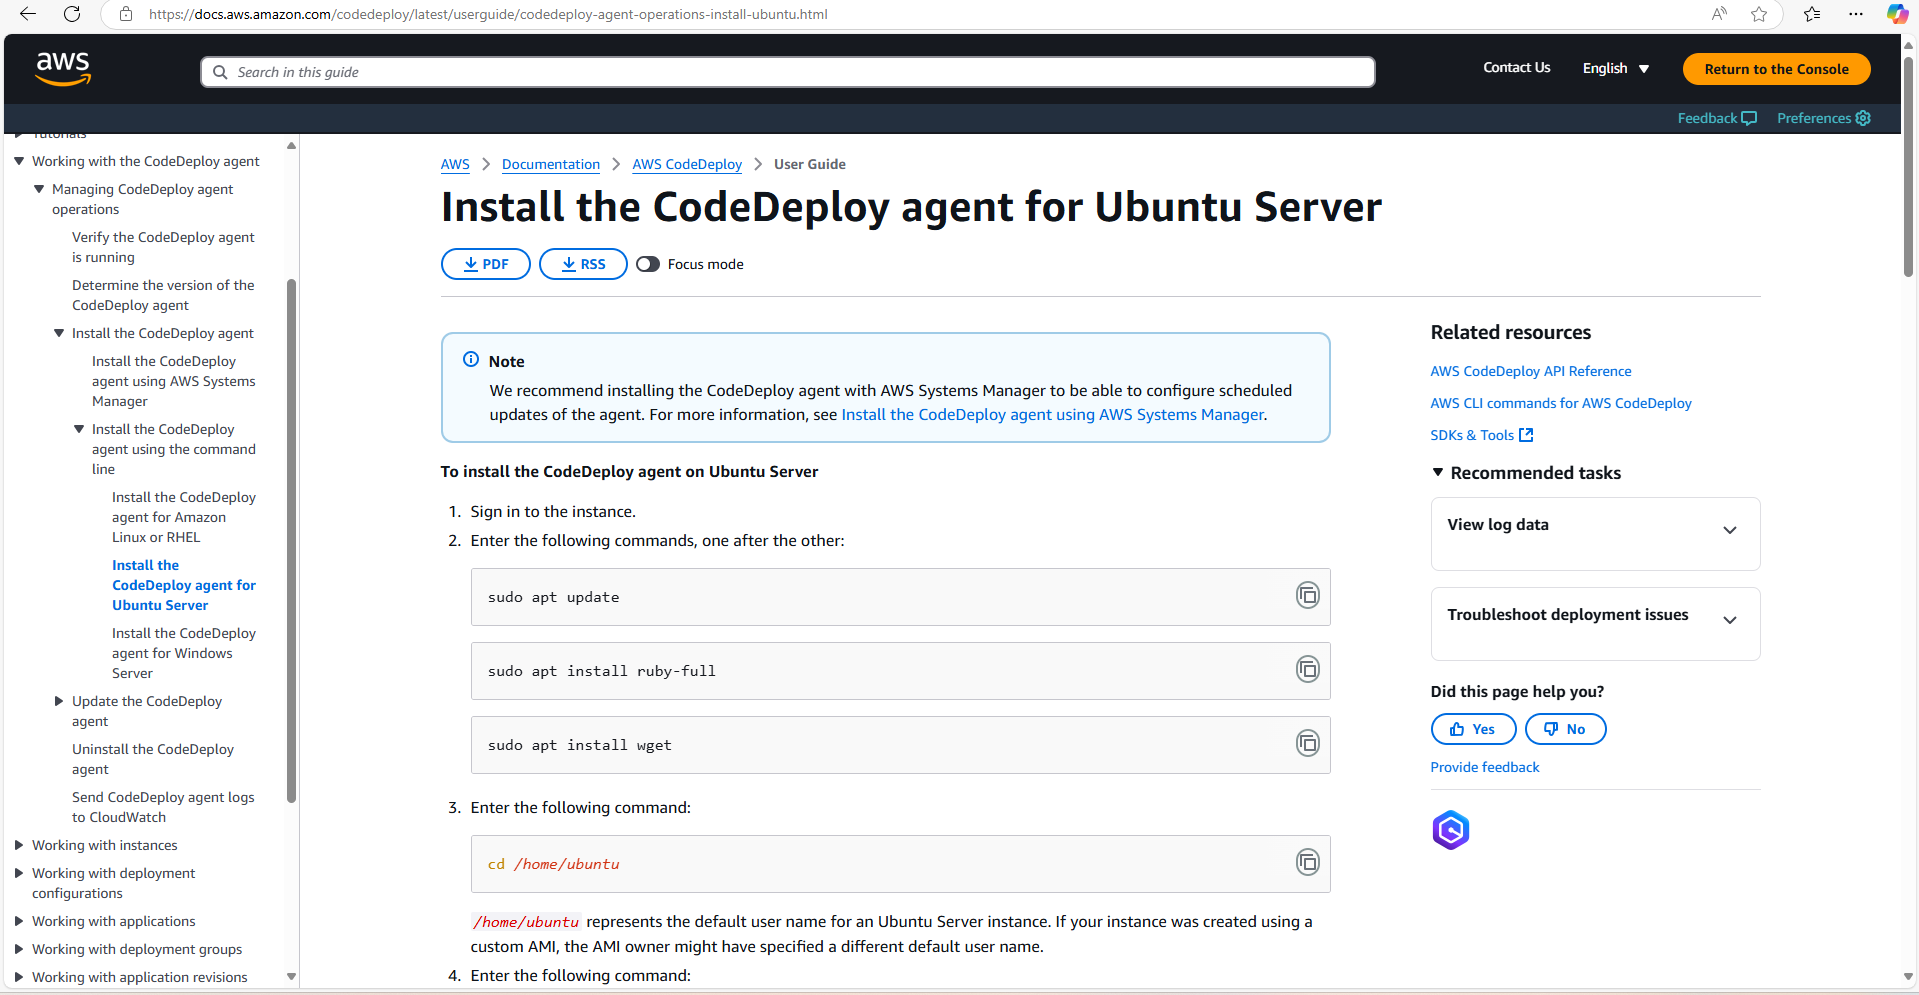 https://docs.aws.amazon.com/codedeploy/latest/userguide/codedeploy-agent-operations-install-ubuntu.html
aws
Search in this guide
Contact Us
English
Return to the Console
Feedback
Preferences
Tutorials
Working with the CodeDeploy agent
Managing CodeDeploy agent
operations
Verify the CodeDeploy agent
is running
Determine the version of the
CodeDeploy agent
Install the CodeDeploy agent
Install the CodeDeploy
agent using AWS Systems
Manager
Install the CodeDeploy
agent using the command
line
Install the CodeDeploy
agent for Amazon
Linux or RHEL
Install the
CodeDeploy agent for
Ubuntu Server
Install the CodeDeploy
agent for Windows
Server
Update the CodeDeploy
agent
Uninstall the CodeDeploy
agent
Send CodeDeploy agent logs
to CloudWatch
Working with instances
Working with deployment
configurations
Working with applications
Working with deployment groups
Working with application revisions
AWS > Documentation > AWS CodeDeploy > User Guide
Install the CodeDeploy agent for Ubuntu Server
PDF
RSS
Focus mode
Note
We recommend installing the CodeDeploy agent with AWS Systems Manager to be able to configure scheduled
updates of the agent. For more information, see Install the CodeDeploy agent using AWS Systems Manager.
To install the CodeDeploy agent on Ubuntu Server
1. Sign in to the instance.
2. Enter the following commands, one after the other:
sudo apt update
sudo apt install ruby-full
sudo apt install wget
3. Enter the following command:
cd /home/ubuntu
/home/ubuntu represents the default user name for an Ubuntu Server instance. If your instance was created using a
custom AMI, the AMI owner might have specified a different default user name.
4. Enter the following command:
Related resources
AWS CodeDeploy API Reference
AWS CLI commands for AWS CodeDeploy
SDKs & Tools
Recommended tasks
View log data
Troubleshoot deployment issues
Did this page help you?
Yes
No
Provide feedback